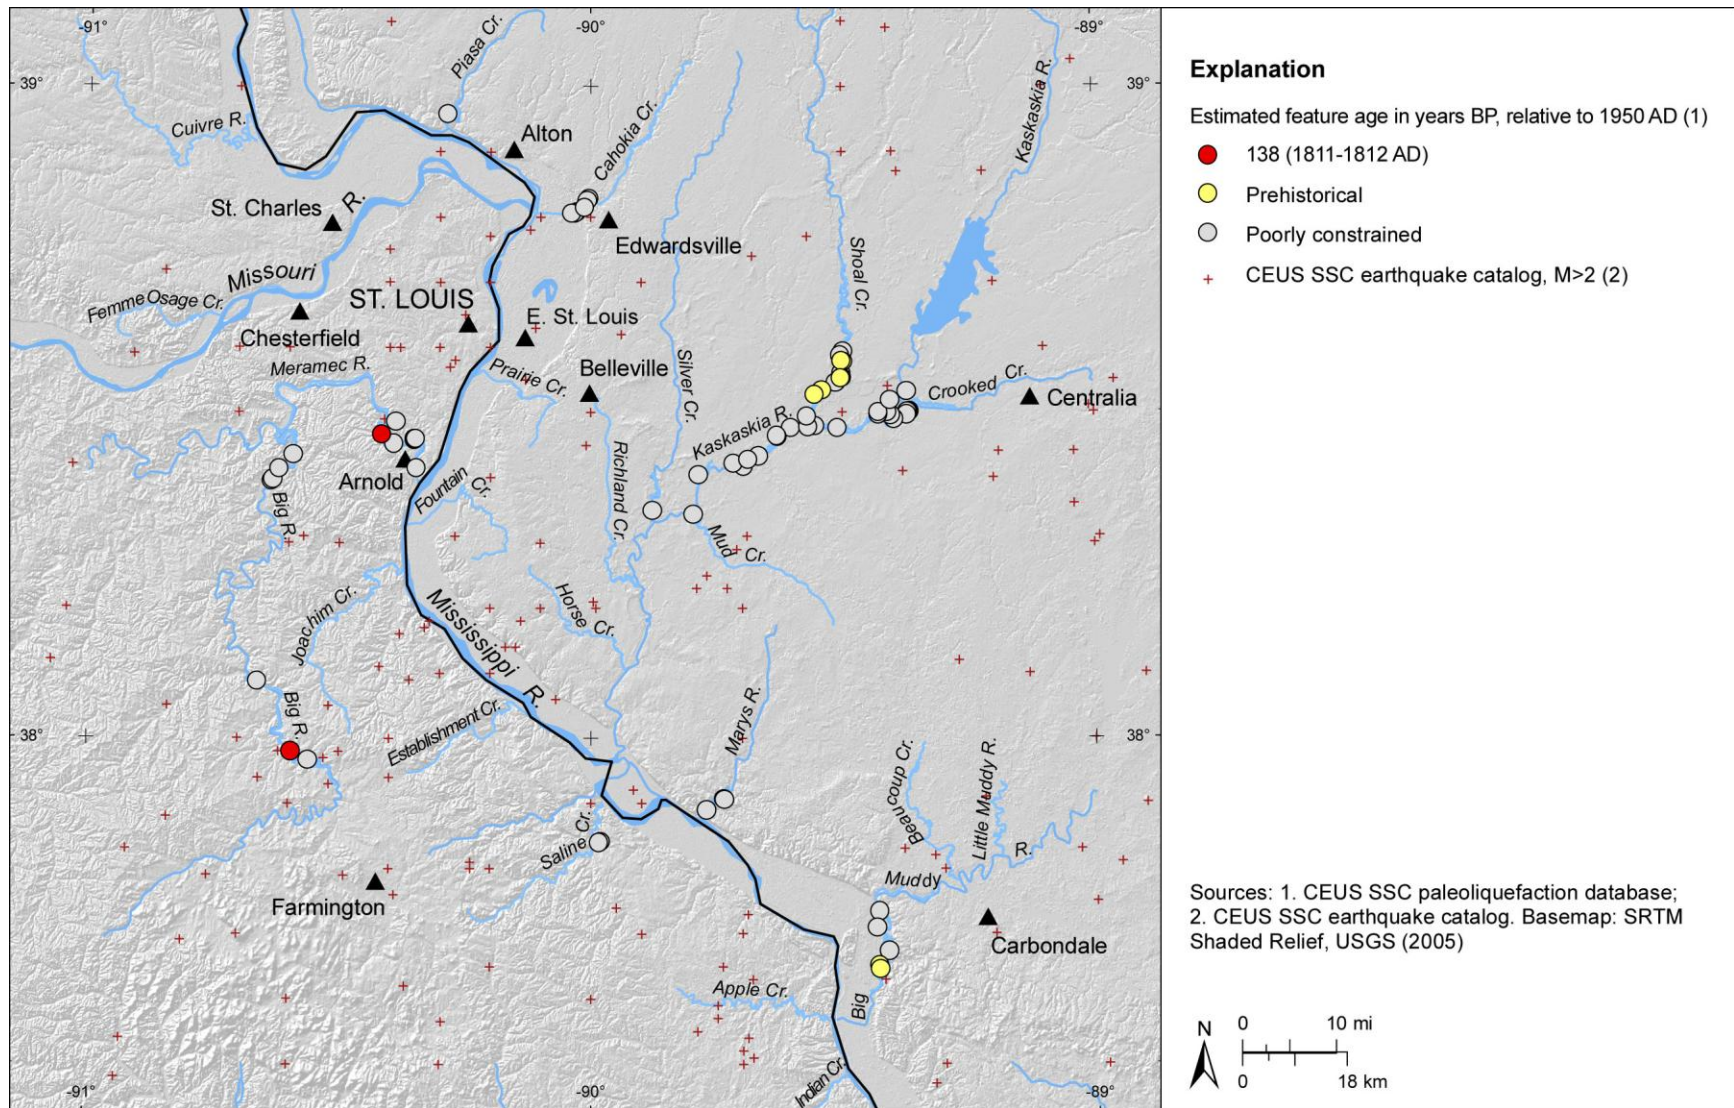 -91°
-90°
-89°
Piasa Cr.
39°
39°
Kaskaskia R.
Cuivre R.
Alton
Cahokia Cr.
St. Charles
R.
Edwardsville
Shoal Cr.
Missouri
Femme Osage Cr.
ST. LOUIS
E. St. Louis
Chesterfield
Meramec R.
Prairie Cr.
Belleville
Silver Cr.
Crooked Cr.
Centralia
Kaskaskia R.
Arnold
Fountain Cr.
Richland Cr.
Big R.
Mud Cr.
Joachim Cr.
Horse Cr.
Mississippi R.
Big R.
Establishment Cr.
Marys R.
38°
38°
Beaucoup Cr.
Little Muddy R.
R.
Saline Cr.
Muddy
Farmington
Carbondale
Apple Cr.
Big
Indian Cr.
-91°
-90°
-89°
Explanation
Estimated feature age in years BP, relative to 1950 AD (1)
138 (1811-1812 AD)
Prehistorical
Poorly constrained
CEUS SSC earthquake catalog, M>2 (2)
Sources: 1. CEUS SSC paleoliquefaction database;
2. CEUS SSC earthquake catalog. Basemap: SRTM
Shaded Relief, USGS (2005)
N
0 10 mi
0 18 km